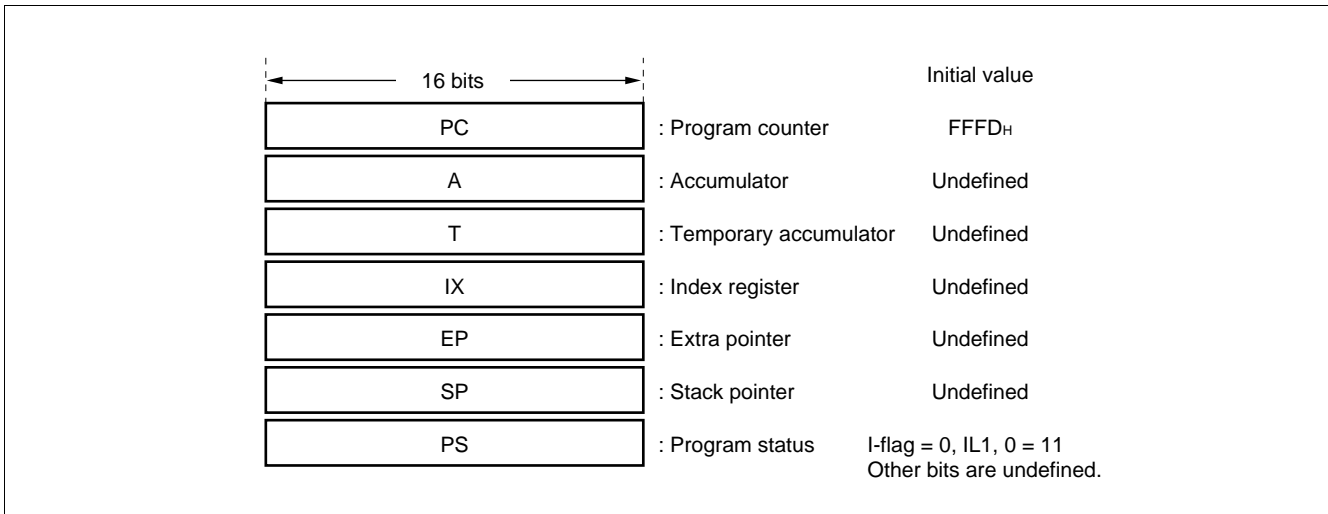 16 bits Initial value
PC : Program counter FFFDH
A : Accumulator Undefined
T : Temporary accumulator Undefined
IX : Index register Undefined
EP : Extra pointer Undefined
SP : Stack pointer Undefined
PS : Program status I-flag = 0, IL1, 0 = 11
Other bits are undefined.